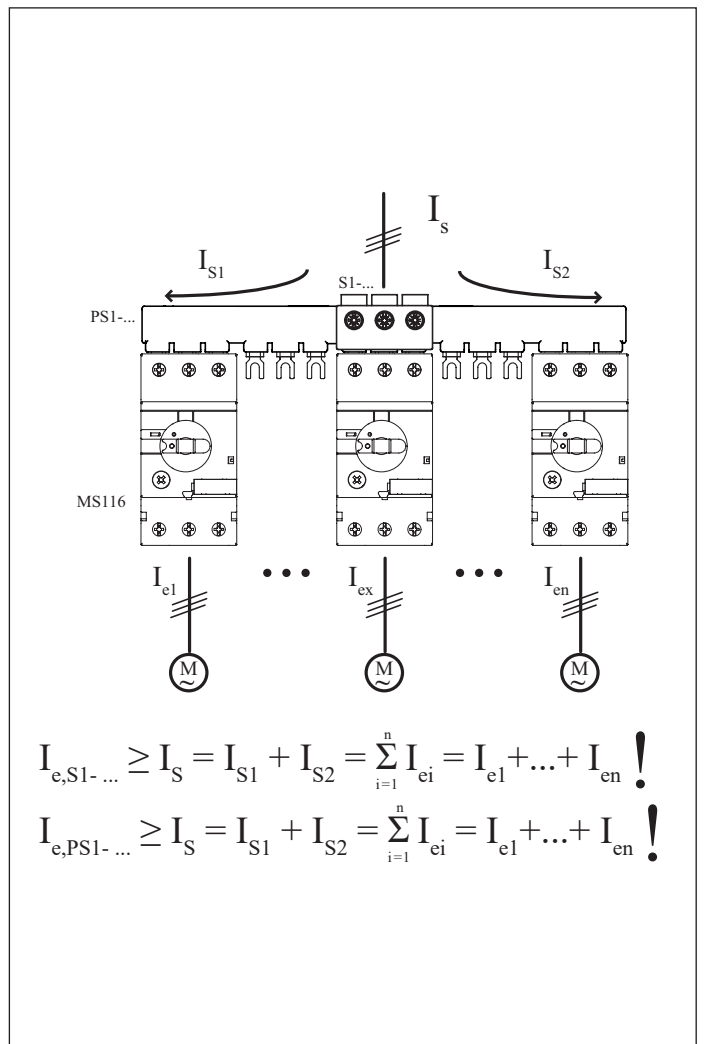 I_s
I_S1 S1-... I_S2
PS1-...
MS116
I_e1 ••• I_ex ••• I_en
M ~ M ~ M ~
I_e,S1-... ≥ I_S = I_S1 + I_S2 = Σ_{i=1}^{n} I_ei = I_e1+...+ I_en !
I_e,PS1-... ≥ I_S = I_S1 + I_S2 = Σ_{i=1}^{n} I_ei = I_e1+...+ I_en !